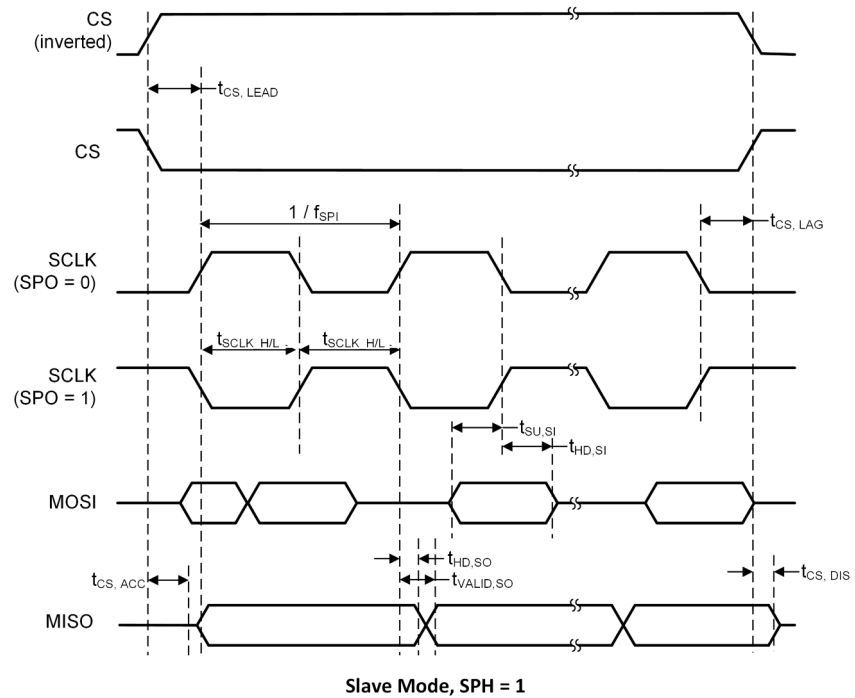 CS
(inverted)
tCS, LEAD
CS
1 / fSPI
tCS, LAG
SCLK
(SPO = 0)
tSCLK_H/L
tSCLK_H/L
SCLK
(SPO = 1)
tSU,SI
tHD,SI
MOSI
tHD,SO
tVALID,SO
tCS, ACC
tCS, DIS
MISO
Slave Mode, SPH = 1